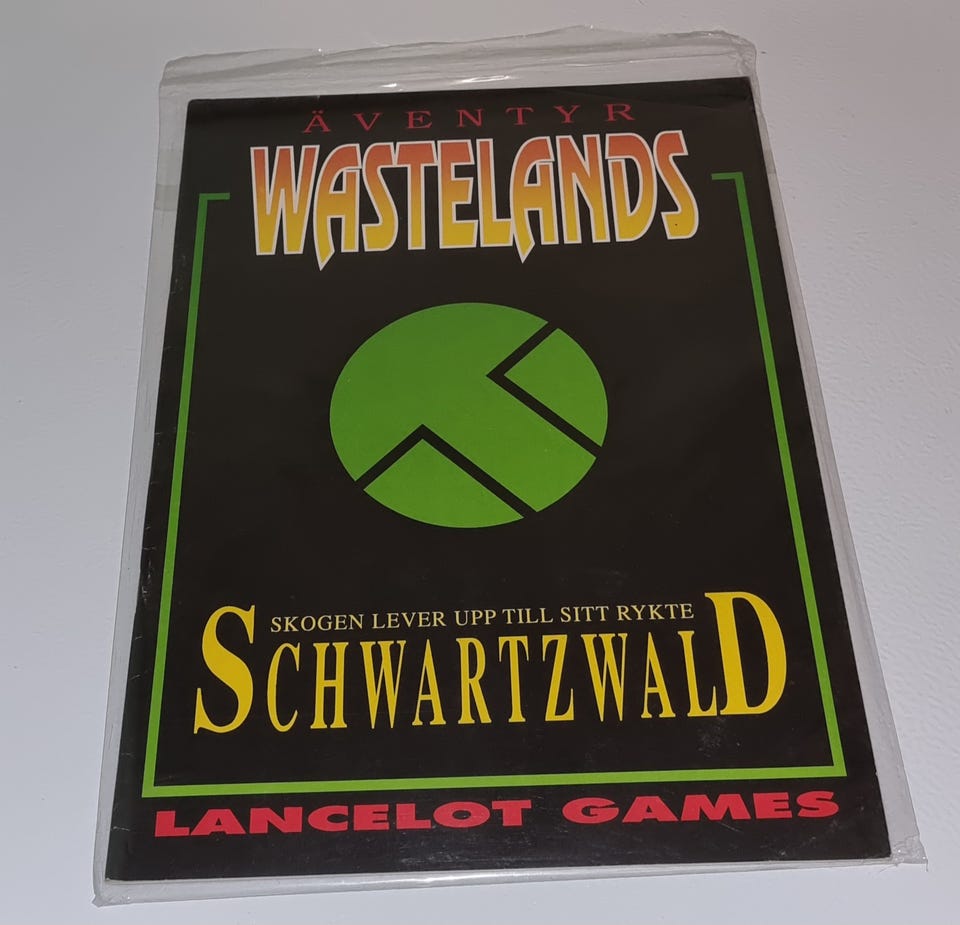 ÄVENTYR
WASTELANDS
SKOGEN LEVER UPP TILL SITT RYKTE
SCHWARTZWALD
LANCELOT GAMES